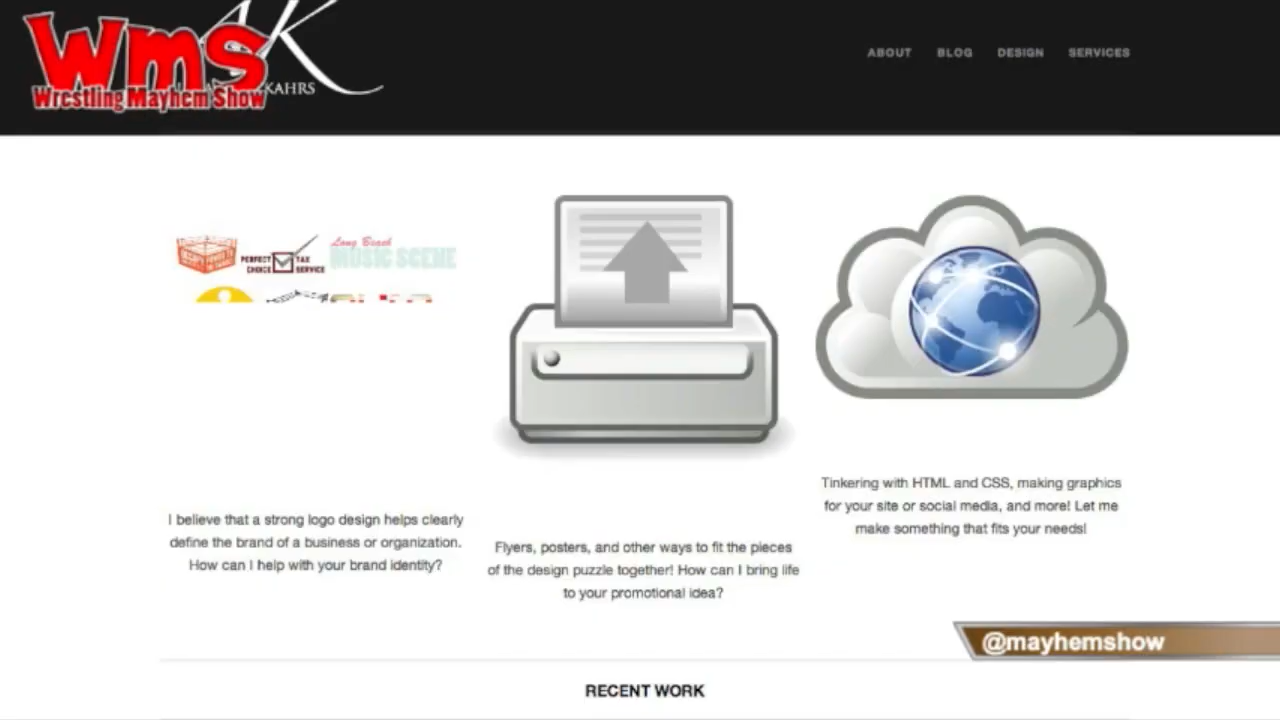 Wms
Wrestling Mayhem Show
AK
KAHRS
ABOUT BLOG DESIGN SERVICES
PERFECT TAX
CHOICE SERVICE
Long Beach
MUSIC SCENE
I believe that a strong logo design helps clearly
define the brand of a business or organization.
How can I help with your brand identity?
Flyers, posters, and other ways to fit the pieces
of the design puzzle together! How can I bring life
to your promotional idea?
Tinkering with HTML and CSS, making graphics
for your site or social media, and more! Let me
make something that fits your needs!
@mayhemshow
RECENT WORK